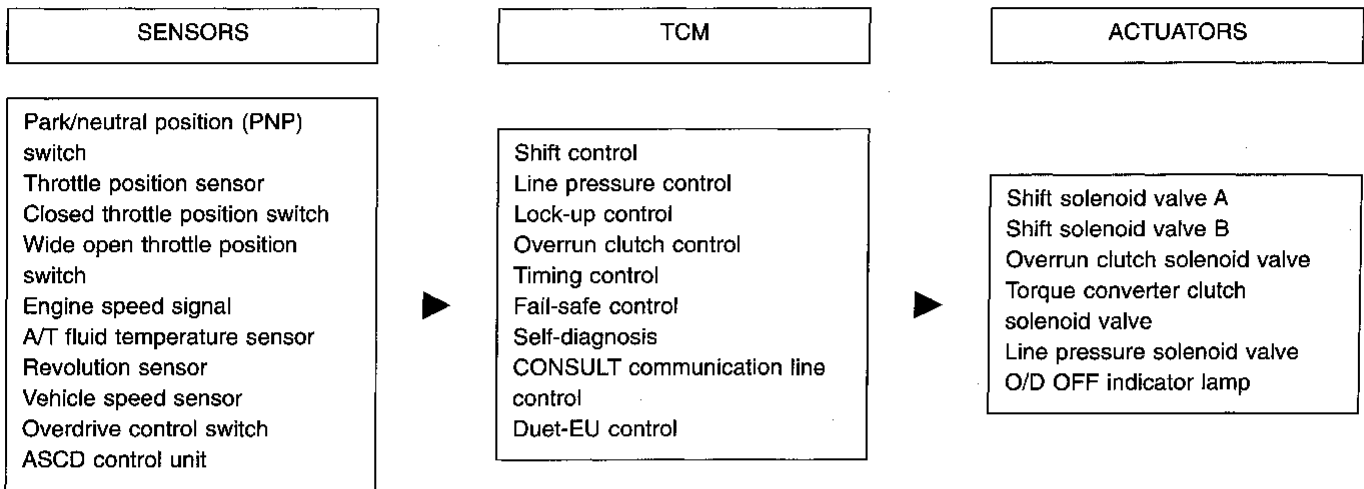 SENSORS
TCM
ACTUATORS
Park/neutral position (PNP)
switch
Throttle position sensor
Closed throttle position switch
Wide open throttle position
switch
Engine speed signal
A/T fluid temperature sensor
Revolution sensor
Vehicle speed sensor
Overdrive control switch
ASCD control unit
Shift control
Line pressure control
Lock-up control
Overrun clutch control
Timing control
Fail-safe control
Self-diagnosis
CONSULT communication line
control
Duet-EU control
Shift solenoid valve A
Shift solenoid valve B
Overrun clutch solenoid valve
Torque converter clutch
solenoid valve
Line pressure solenoid valve
O/D OFF indicator lamp